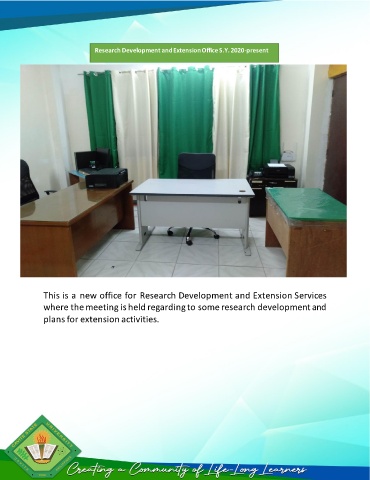 Research Development and Extension Office S.Y. 2020-present
This is a new office for Research Development and Extension Services
where the meeting is held regarding to some research development and
plans for extension activities.
Creating a Community of Life-Long Learners